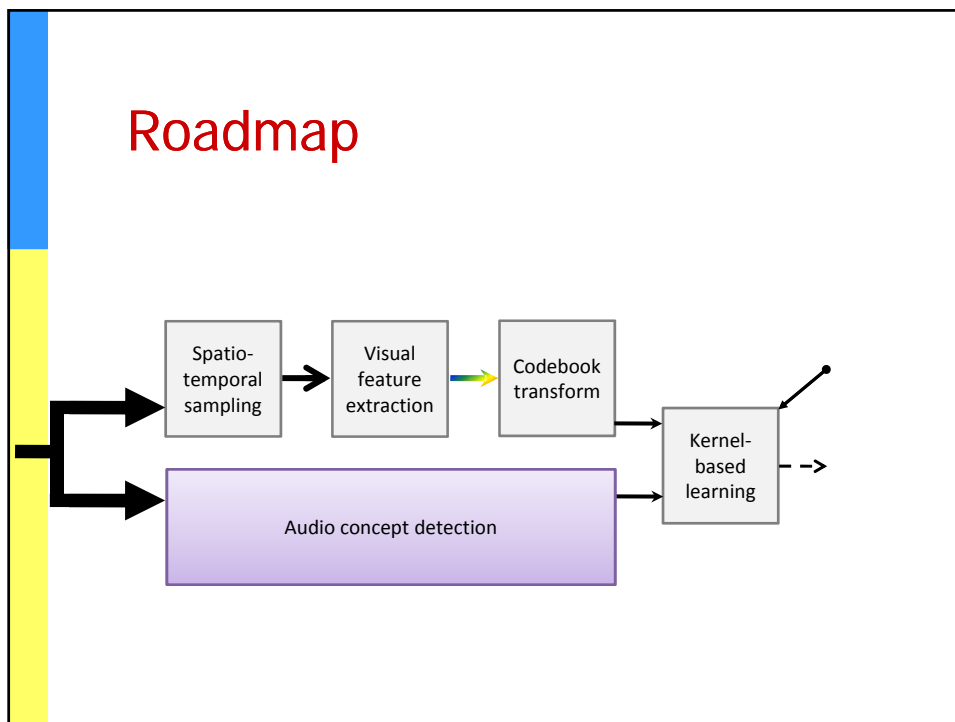 Roadmap
Spatio-
temporal
sampling
Visual
feature
extraction
Codebook
transform
Kernel-
based
learning
Audio concept detection